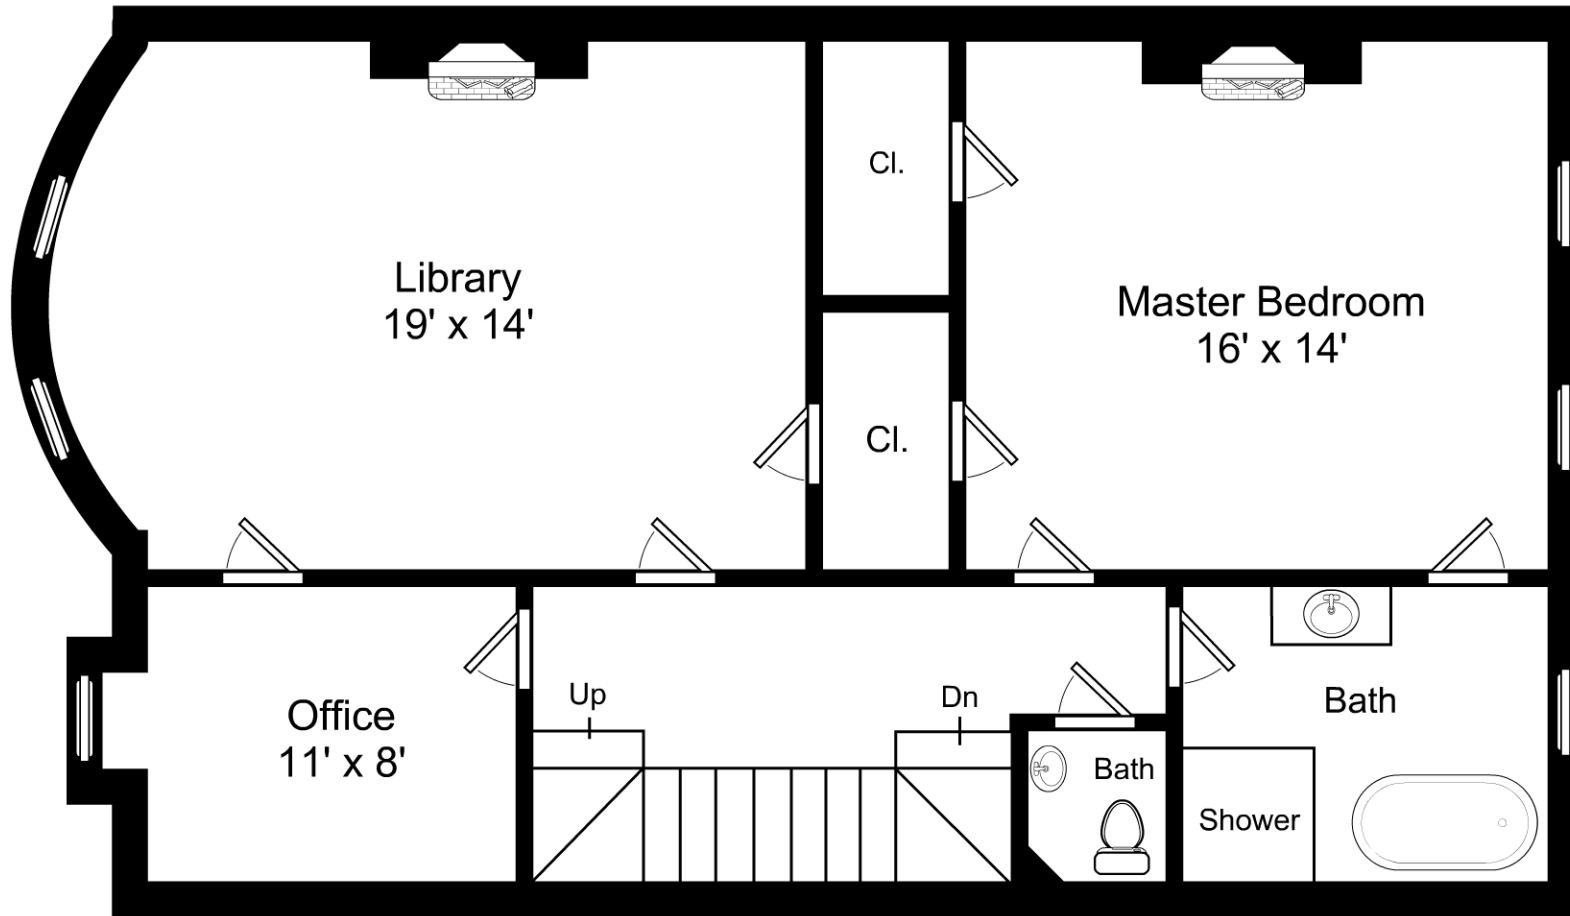 Cl.
Library
19' x 14'
Master Bedroom
16' x 14'
Cl.
Office
11' x 8'
Up
Dn
Bath
Bath
Shower